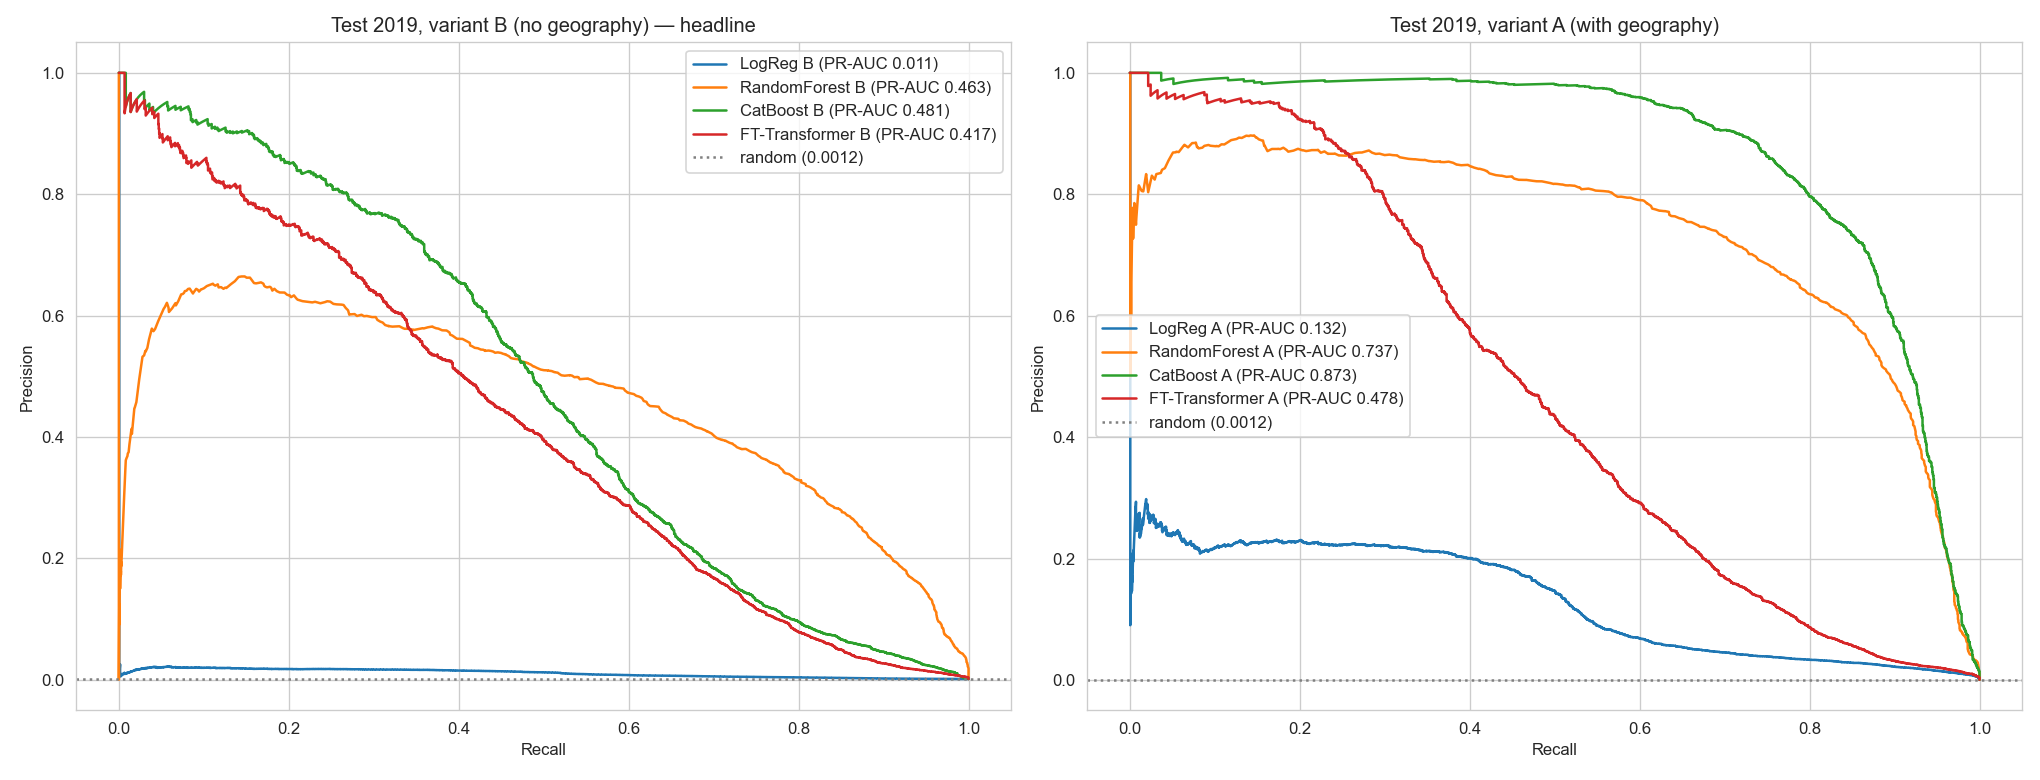 Test 2019, variant B (no geography) — headline
LogReg B (PR-AUC 0.011)
RandomForest B (PR-AUC 0.463)
CatBoost B (PR-AUC 0.481)
FT-Transformer B (PR-AUC 0.417)
random (0.0012)
Precision
1.0
0.8
0.6
0.4
0.2
0.0
0.0 0.2 0.4 0.6 0.8 1.0
Recall
Test 2019, variant A (with geography)
LogReg A (PR-AUC 0.132)
RandomForest A (PR-AUC 0.737)
CatBoost A (PR-AUC 0.873)
FT-Transformer A (PR-AUC 0.478)
random (0.0012)
Precision
1.0
0.8
0.6
0.4
0.2
0.0
0.0 0.2 0.4 0.6 0.8 1.0
Recall